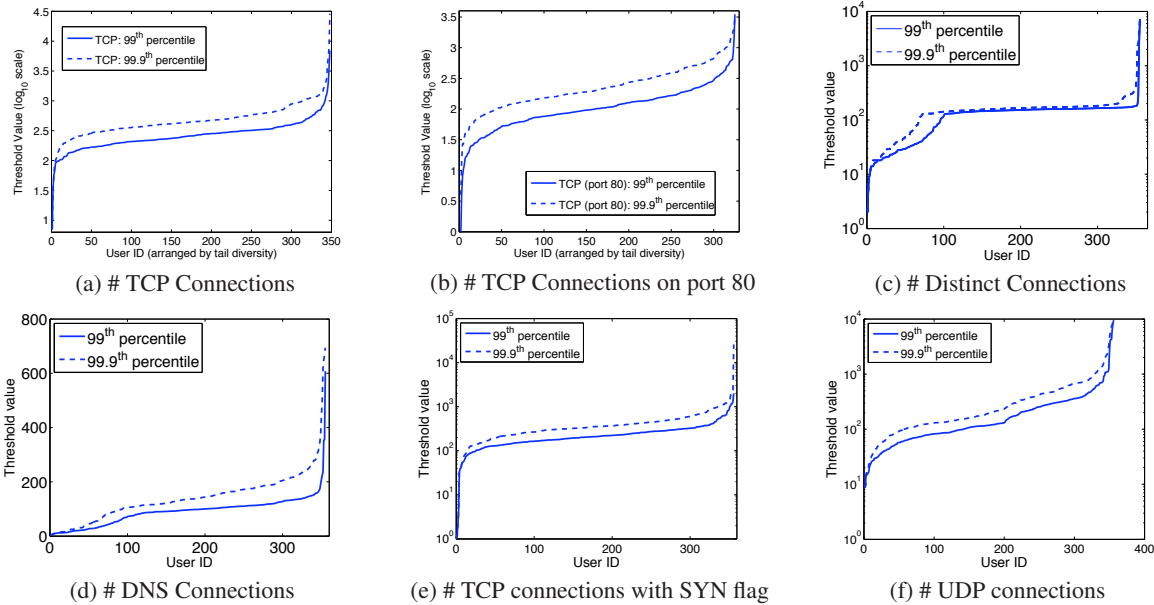 4.5
4
3.5
3
2.5
2
1.5
1
0 50 100 150 200 250 300 350
Threshold Value (log10 scale)
TCP: 99th percentile
TCP: 99.9th percentile
User ID (arranged by tail diversity)
(a) # TCP Connections
3.5
3.0
2.5
2.0
1.5
1.0
0.5
0
0 50 100 150 200 250 300
Threshold Value (log10 scale)
TCP (port 80): 99th percentile
TCP (port 80): 99.9th percentile
User ID (arranged by tail diversity)
(b) # TCP Connections on port 80
10^4
10^3
10^2
10^1
10^0
0 100 200 300
Threshold value
99th percentile
99.9th percentile
User ID
(c) # Distinct Connections
800
600
400
200
0
0 100 200 300
Threshold value
99th percentile
99.9th percentile
User ID
(d) # DNS Connections
10^5
10^4
10^3
10^2
10^1
10^0
0 100 200 300
Threshold value
99th percentile
99.9th percentile
User ID
(e) # TCP connections with SYN flag
10^4
10^3
10^2
10^1
10^0
0 100 200 300 400
Threshold value
99th percentile
99.9th percentile
User ID
(f) # UDP connections